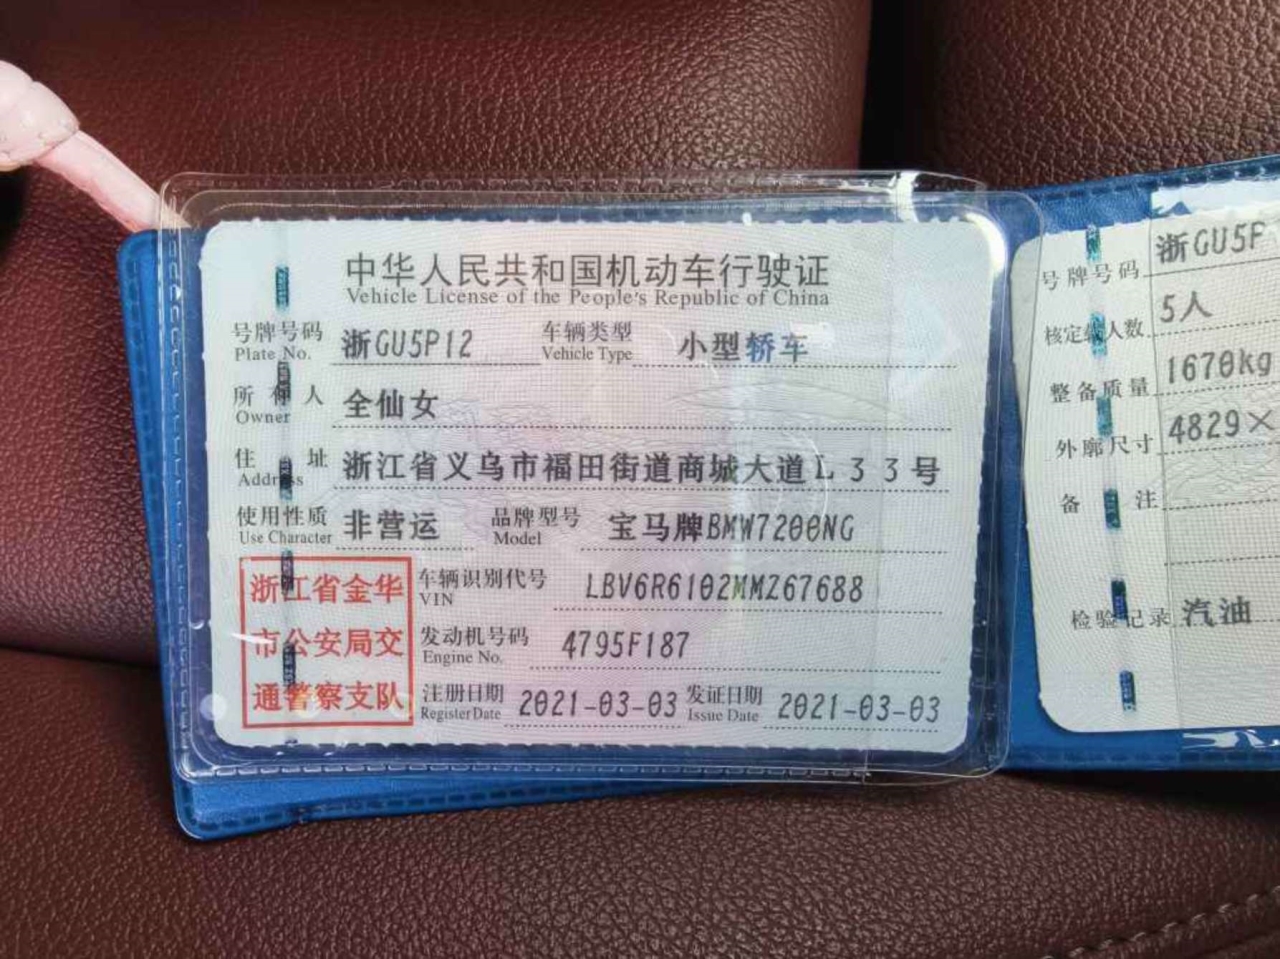 中华人民共和国机动车行驶证
Vehicle License of the People's Republic of China
号牌号码 浙GU5P12 车辆类型 小型轿车
Plate No. Vehicle Type
所有人 全仙女
Owner
住址 浙江省义乌市福田街道商城大道L33号
Address
使用性质 非营运 品牌型号 宝马牌BMW7200NG
Use Character Model
浙江省金华
市公安局交
通警察支队
车辆识别代号 LBV6R6102MMZ67688
VIN
发动机号码 4795F187
Engine No.
注册日期 2021-03-03 发证日期 2021-03-03
Register Date Issue Date
号牌号码 浙GU5P
核定载人数 5人
整备质量 1670kg
外廓尺寸 4829×
备注
检验记录 汽油